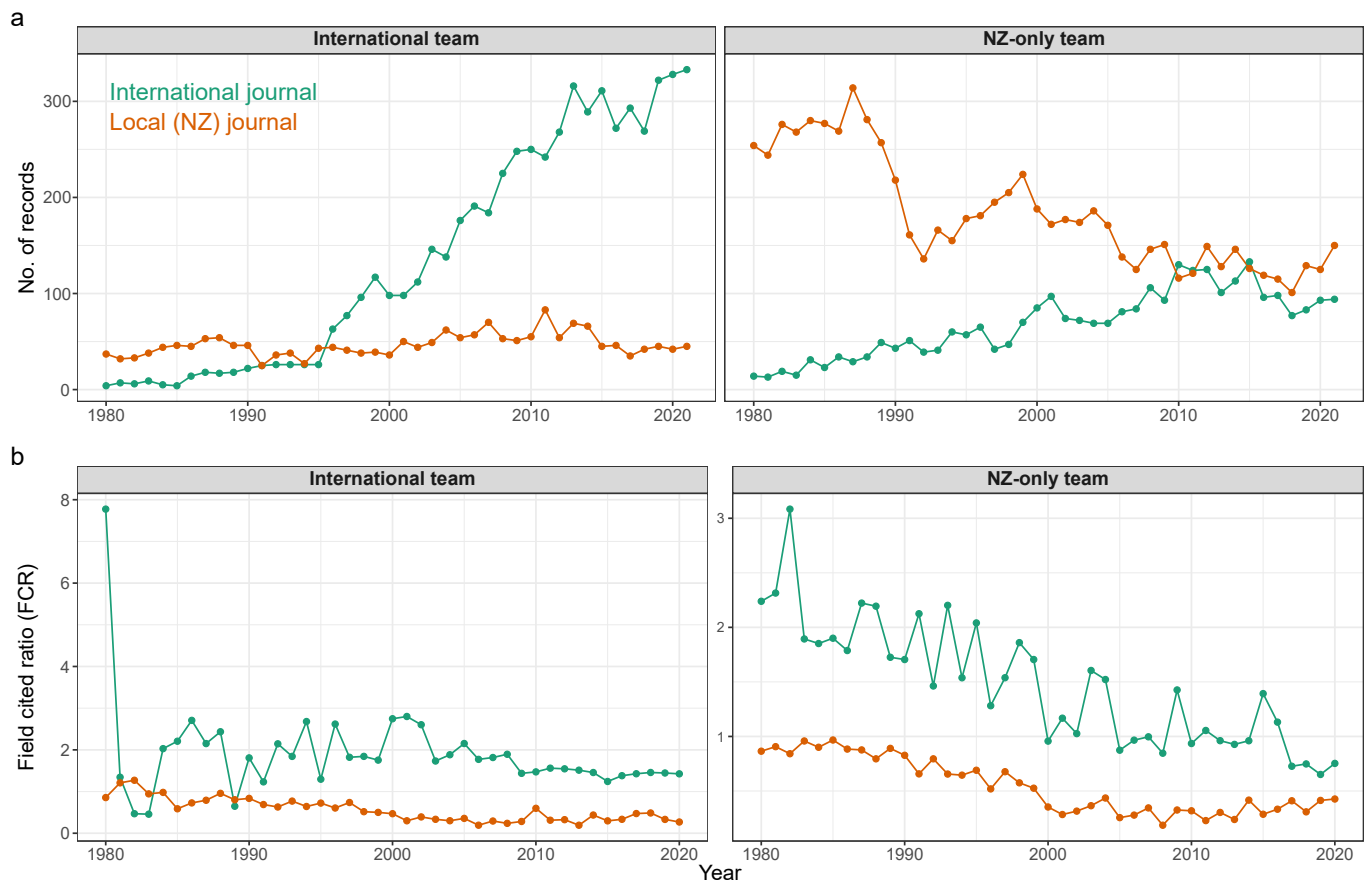 a
International team
NZ-only team
International journal
Local (NZ) journal
No. of records
300
200
100
0
1980 1990 2000 2010 2020
1980 1990 2000 2010 2020
b
International team
NZ-only team
Field cited ratio (FCR)
8
6
4
2
0
3
2
1
1980 1990 2000 2010 2020
1980 1990 2000 2010 2020
Year